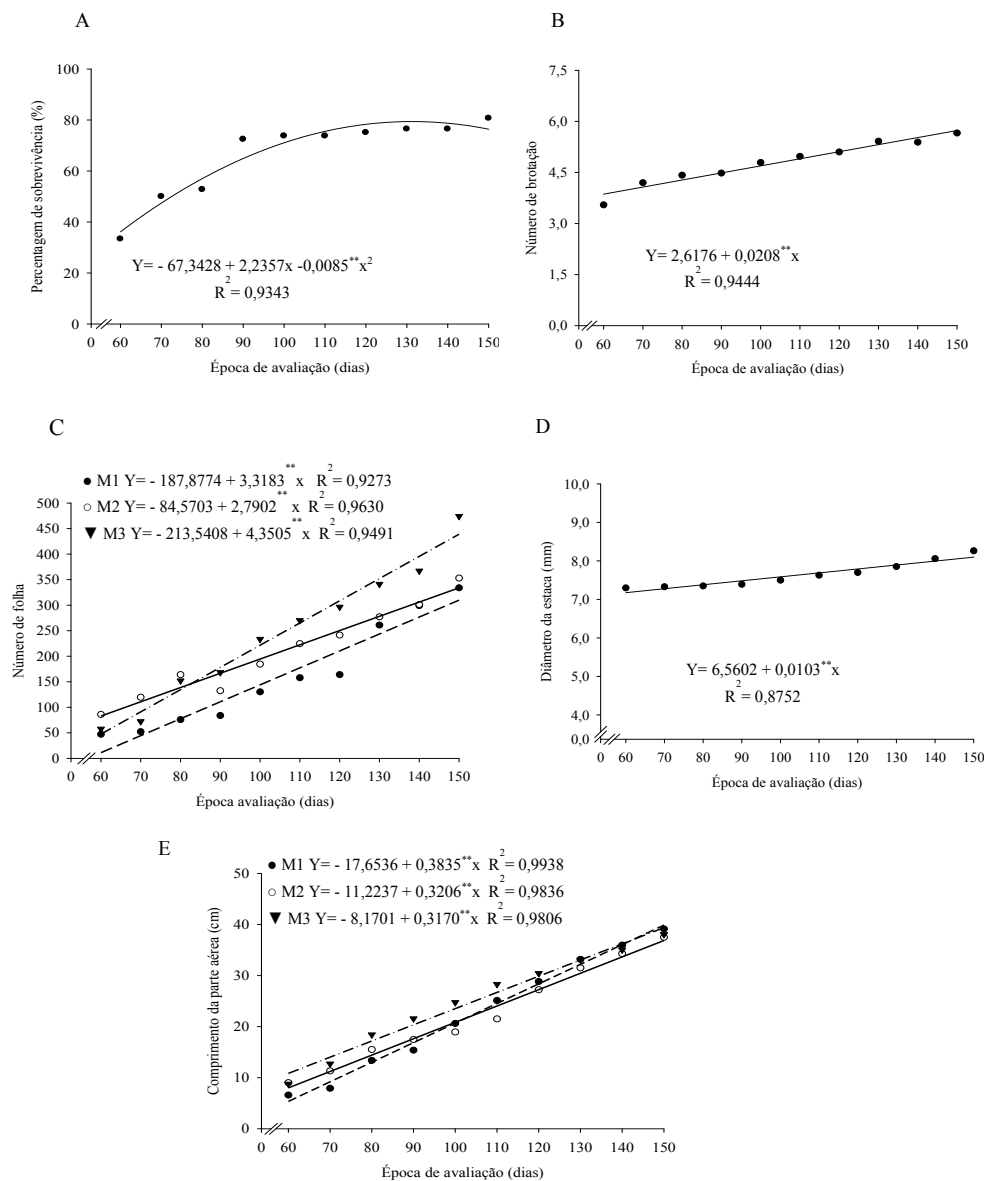 A
Percentagem de sobrevivência (%)
100
80
60
40
20
0
Y= - 67,3428 + 2,2357x -0,0085**x²
R² = 0,9343
0 60 70 80 90 100 110 120 130 140 150
Época de avaliação (dias)
B
Número de brotação
7,5
6,0
4,5
3,0
1,5
0,0
Y= 2,6176 + 0,0208**x
R² = 0,9444
0 60 70 80 90 100 110 120 130 140 150
Época de avaliação (dias)
C
M1 Y= - 187,8774 + 3,3183** x R² = 0,9273
M2 Y= - 84,5703 + 2,7902** x R² = 0,9630
M3 Y= - 213,5408 + 4,3505** x R² = 0,9491
Número de folha
500
450
400
350
300
250
200
150
100
50
0
0 60 70 80 90 100 110 120 130 140 150
Época avaliação (dias)
D
Diâmetro da estaca (mm)
10,0
9,0
8,0
7,0
6,0
5,0
4,0
0,0
Y= 6,5602 + 0,0103**x
R² = 0,8752
0 60 70 80 90 100 110 120 130 140 150
Época de avaliação (dias)
E
M1 Y= - 17,6536 + 0,3835**x R² = 0,9938
M2 Y= - 11,2237 + 0,3206**x R² = 0,9836
M3 Y= - 8,1701 + 0,3170**x R² = 0,9806
Comprimento da parte aérea (cm)
50
40
30
20
10
0
0 60 70 80 90 100 110 120 130 140 150
Época de avaliação (dias)